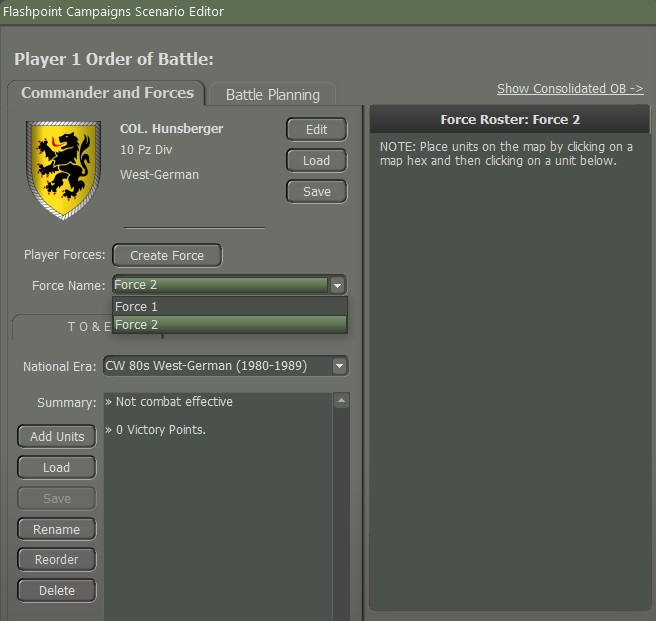 Flashpoint Campaigns Scenario Editor
Player 1 Order of Battle:
Commander and Forces
Battle Planning
Show Consolidated OB ->
COL. Hunsberger
10 Pz Div
West-German
Edit
Load
Save
Player Forces:
Create Force
Force Name:
Force 2
Force 1
Force 2
T O & E
National Era:
CW 80s West-German (1980-1989)
Summary:
» Not combat effective
» 0 Victory Points.
Add Units
Load
Save
Rename
Reorder
Delete
Force Roster: Force 2
NOTE: Place units on the map by clicking on a
map hex and then clicking on a unit below.